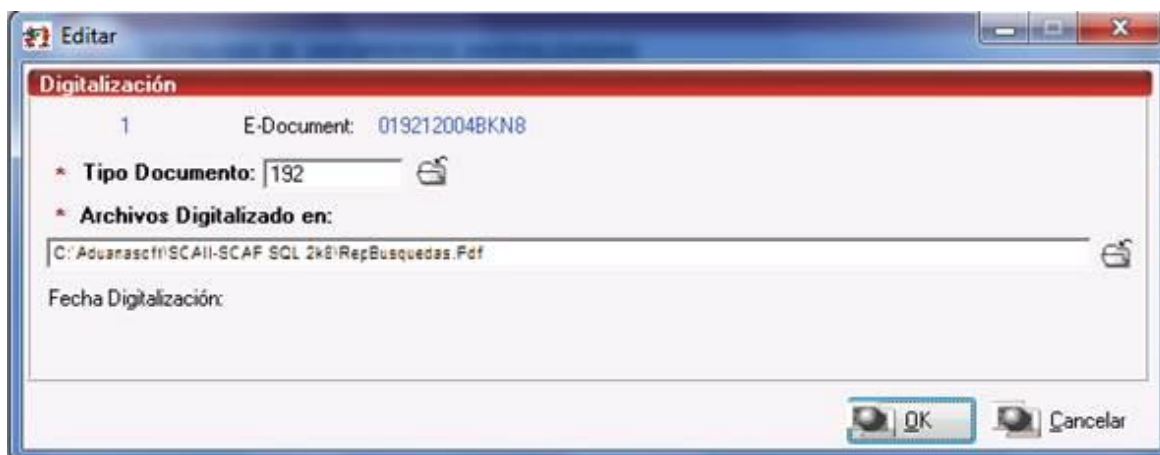 Editar
Digitalización
1 E-Document: 019212004BKN8
* Tipo Documento: 192
* Archivos Digitalizado en:
C:\Aduanasoft\SCAII-SCAF SQL 2k8\RepBusquedas.Pdf
Fecha Digitalización:
OK Cancelar